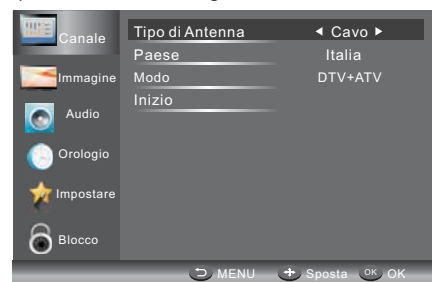 Canale
Immagine
Audio
Orologio
Impostare
Blocco
Tipo di Antenna ◄ Cavo ►
Paese Italia
Modo DTV+ATV
Inizio
MENU Sposta OK OK